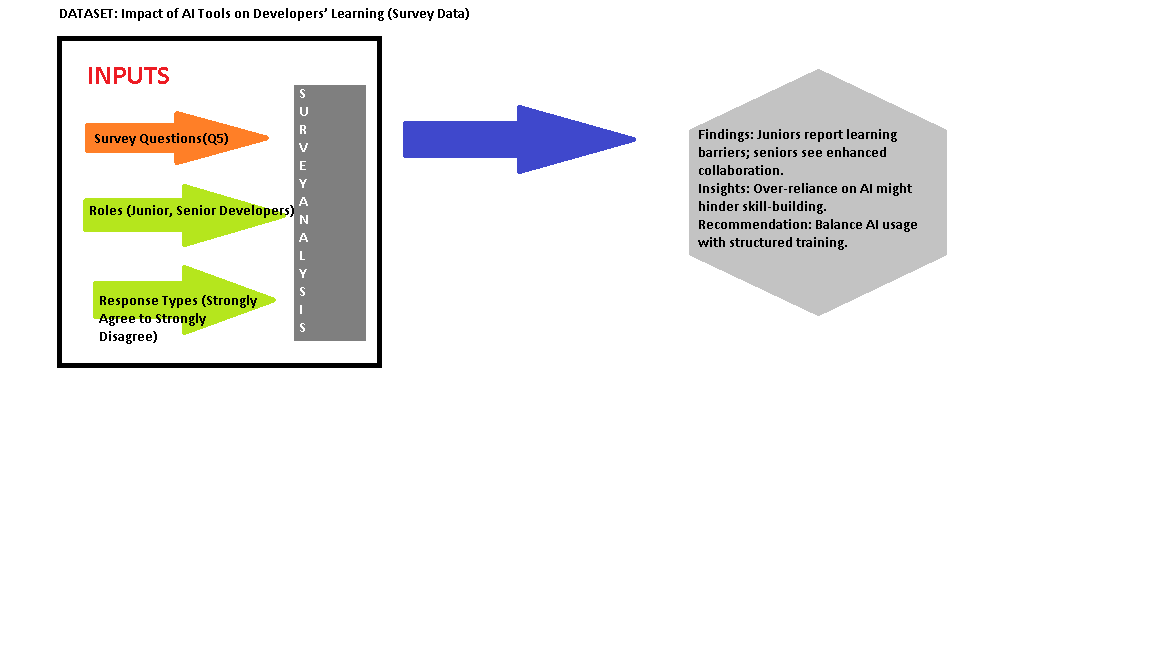 DATASET: Impact of AI Tools on Developers’ Learning (Survey Data)
INPUTS
Survey Questions(Q5)
Roles (Junior, Senior Developers)
Response Types (Strongly
Agree to Strongly
Disagree)
S
U
R
V
E
Y
A
N
A
L
Y
S
I
S
Findings: Juniors report learning
barriers; seniors see enhanced
collaboration.
Insights: Over-reliance on AI might
hinder skill-building.
Recommendation: Balance AI usage
with structured training.